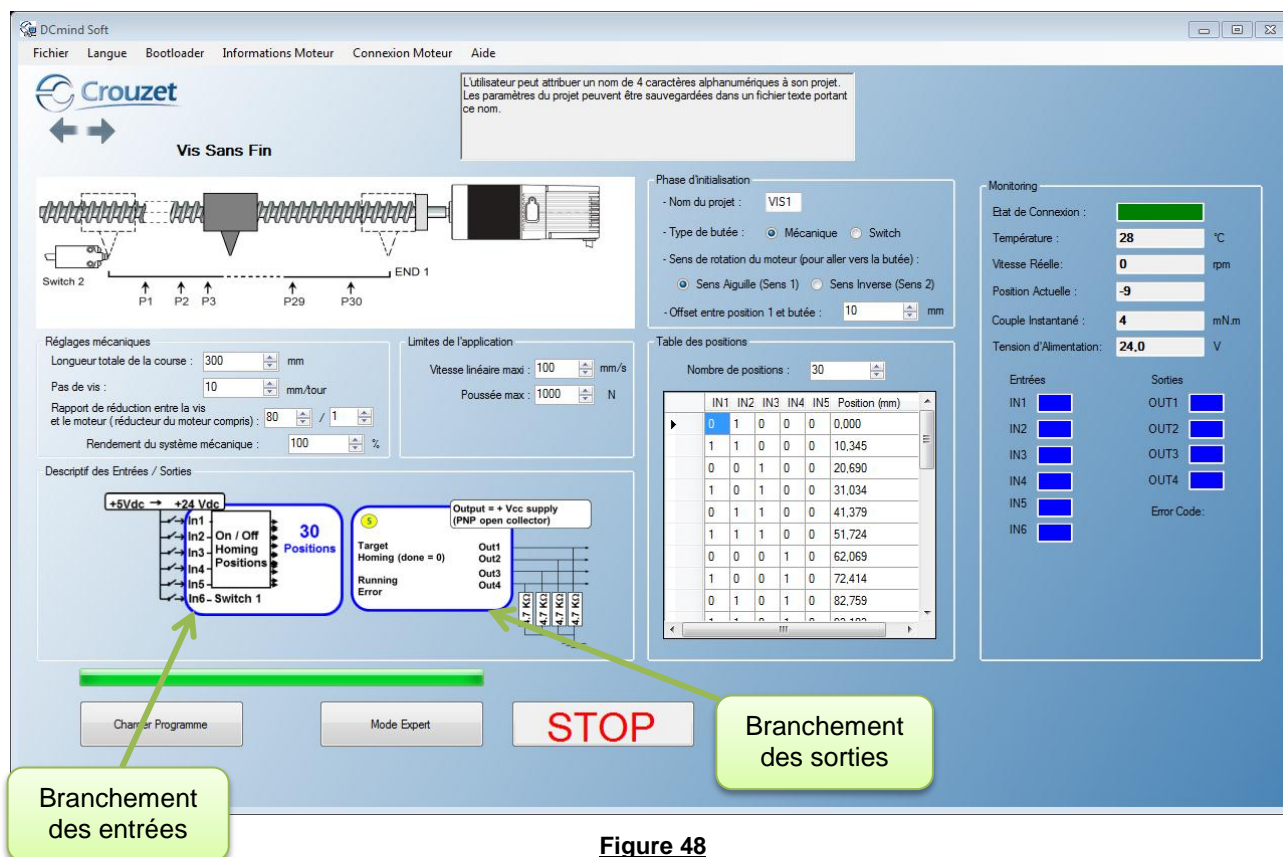 DCmind Soft
Fichier Langue Bootloader Informations Moteur Connexion Moteur Aide
Crouzet
Vis Sans Fin
L'utilisateur peut attribuer un nom de 4 caractères alphanumériques à son projet.
Les paramètres du projet peuvent être sauvegardées dans un fichier texte portant
ce nom.
Switch 2
END 1
P1 P2 P3 P29 P30
Phase d'initialisation
- Nom du projet : VIS1
- Type de butée : Mécanique Switch
- Sens de rotation du moteur (pour aller vers la butée) :
Sens Aiguille (Sens 1) Sens Inverse (Sens 2)
- Offset entre position 1 et butée : 10 mm
Monitoring
Etat de Connexion :
Température : 28 °C
Vitesse Réelle: 0 rpm
Position Actuelle : -9
Couple Instantané : 4 mN.m
Tension d'Alimentation: 24,0 V
Entrées Sorties
IN1 OUT1
IN2 OUT2
IN3 OUT3
IN4 OUT4
IN5
Error Code:
IN6
Réglages mécaniques
Longueur totale de la course : 300 mm
Pas de vis : 10 mm/tour
Rapport de réduction entre la vis
et le moteur (réducteur du moteur compris) : 80 / 1
Rendement du système mécanique : 100 %
Limites de l'application
Vitesse linéaire maxi : 100 mm/s
Poussée max : 1000 N
Table des positions
Nombre de positions : 30
IN1 IN2 IN3 IN4 IN5 Position (mm)
0 1 0 0 0 0,000
1 1 0 0 0 10,345
0 0 1 0 0 20,690
1 0 1 0 0 31,034
0 1 1 0 0 41,379
1 1 1 0 0 51,724
0 0 0 1 0 62,069
1 0 0 1 0 72,414
0 1 0 1 0 82,759
Descriptif des Entrées / Sorties
+5Vdc → +24 Vdc
In1
In2
In3
In4
In5
In6 - Switch 1
On / Off
Homing
Positions
30
Positions
S
Output = + Vcc supply
(PNP open collector)
Target Out1
Homing (done = 0) Out2
Running Out3
Error Out4
4.7 KΩ
4.7 KΩ
4.7 KΩ
4.7 KΩ
Programme
Mode Expert
STOP
Branchement
des entrées
Branchement
des sorties
Figure 48